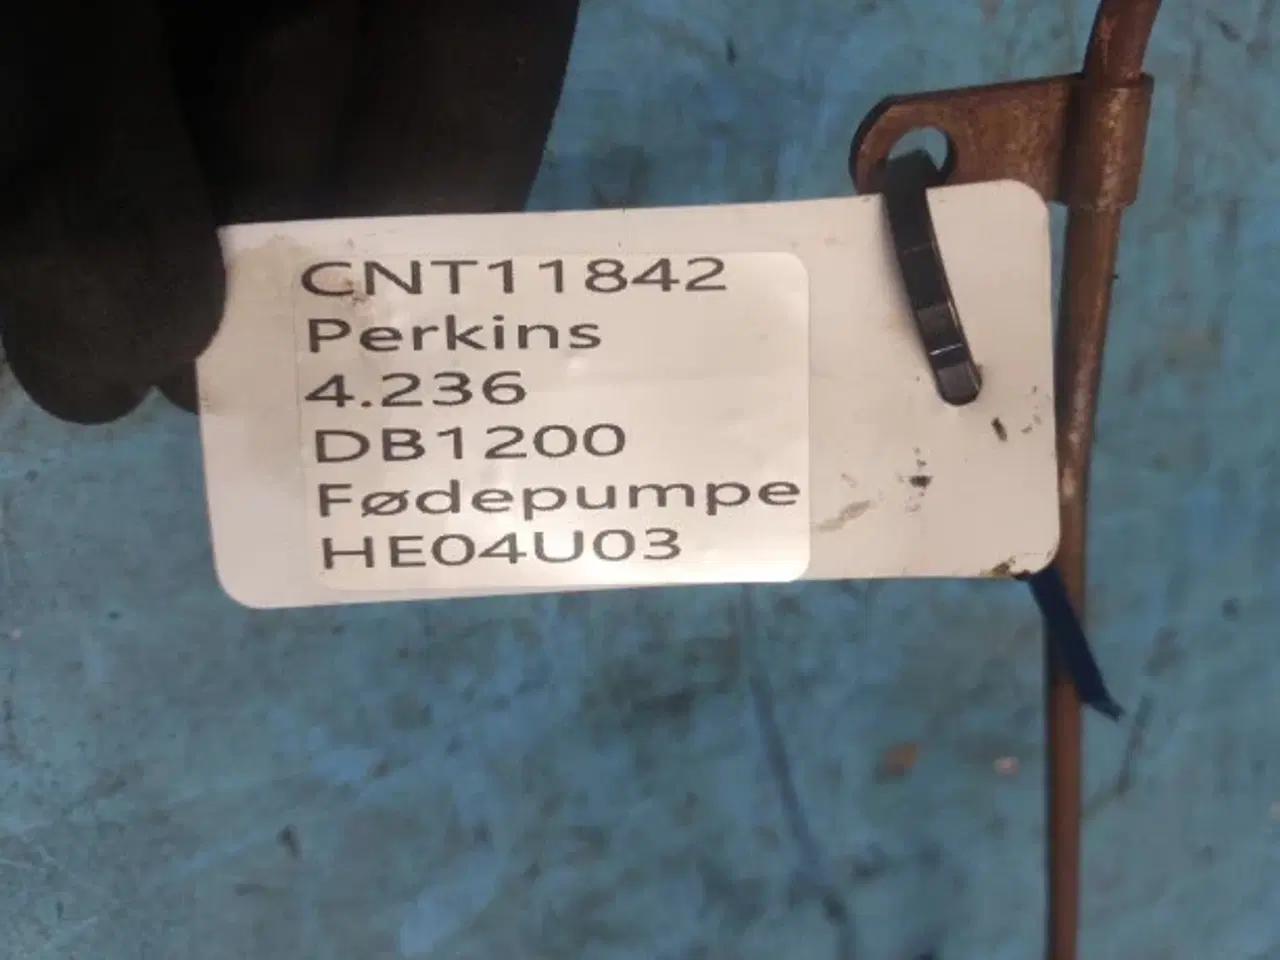 CNT11842
Perkins
4.236
DB1200
Fødepumpe
HE04U03